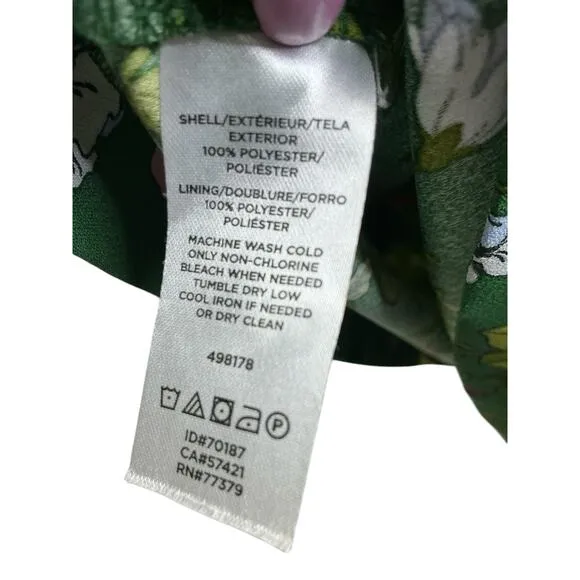 SHELL/EXTÉRIEUR/TELA
EXTERIOR
100% POLYESTER/
POLIÉSTER
LINING/DOUBLURE/FORRO
100% POLYESTER/
POLIÉSTER
MACHINE WASH COLD
ONLY NON-CHLORINE
BLEACH WHEN NEEDED
TUMBLE DRY LOW
COOL IRON IF NEEDED
OR DRY CLEAN
498178
P
ID#70187
CA#57421
RN#77379